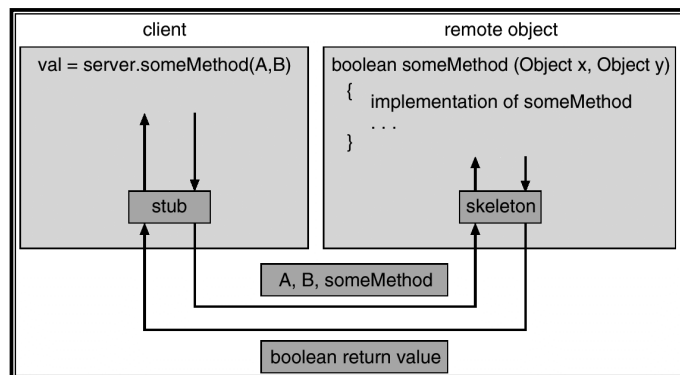 client
val = server.someMethod(A,B)
stub
remote object
boolean someMethod (Object x, Object y)
{
implementation of someMethod
. . .
}
skeleton
A, B, someMethod
boolean return value